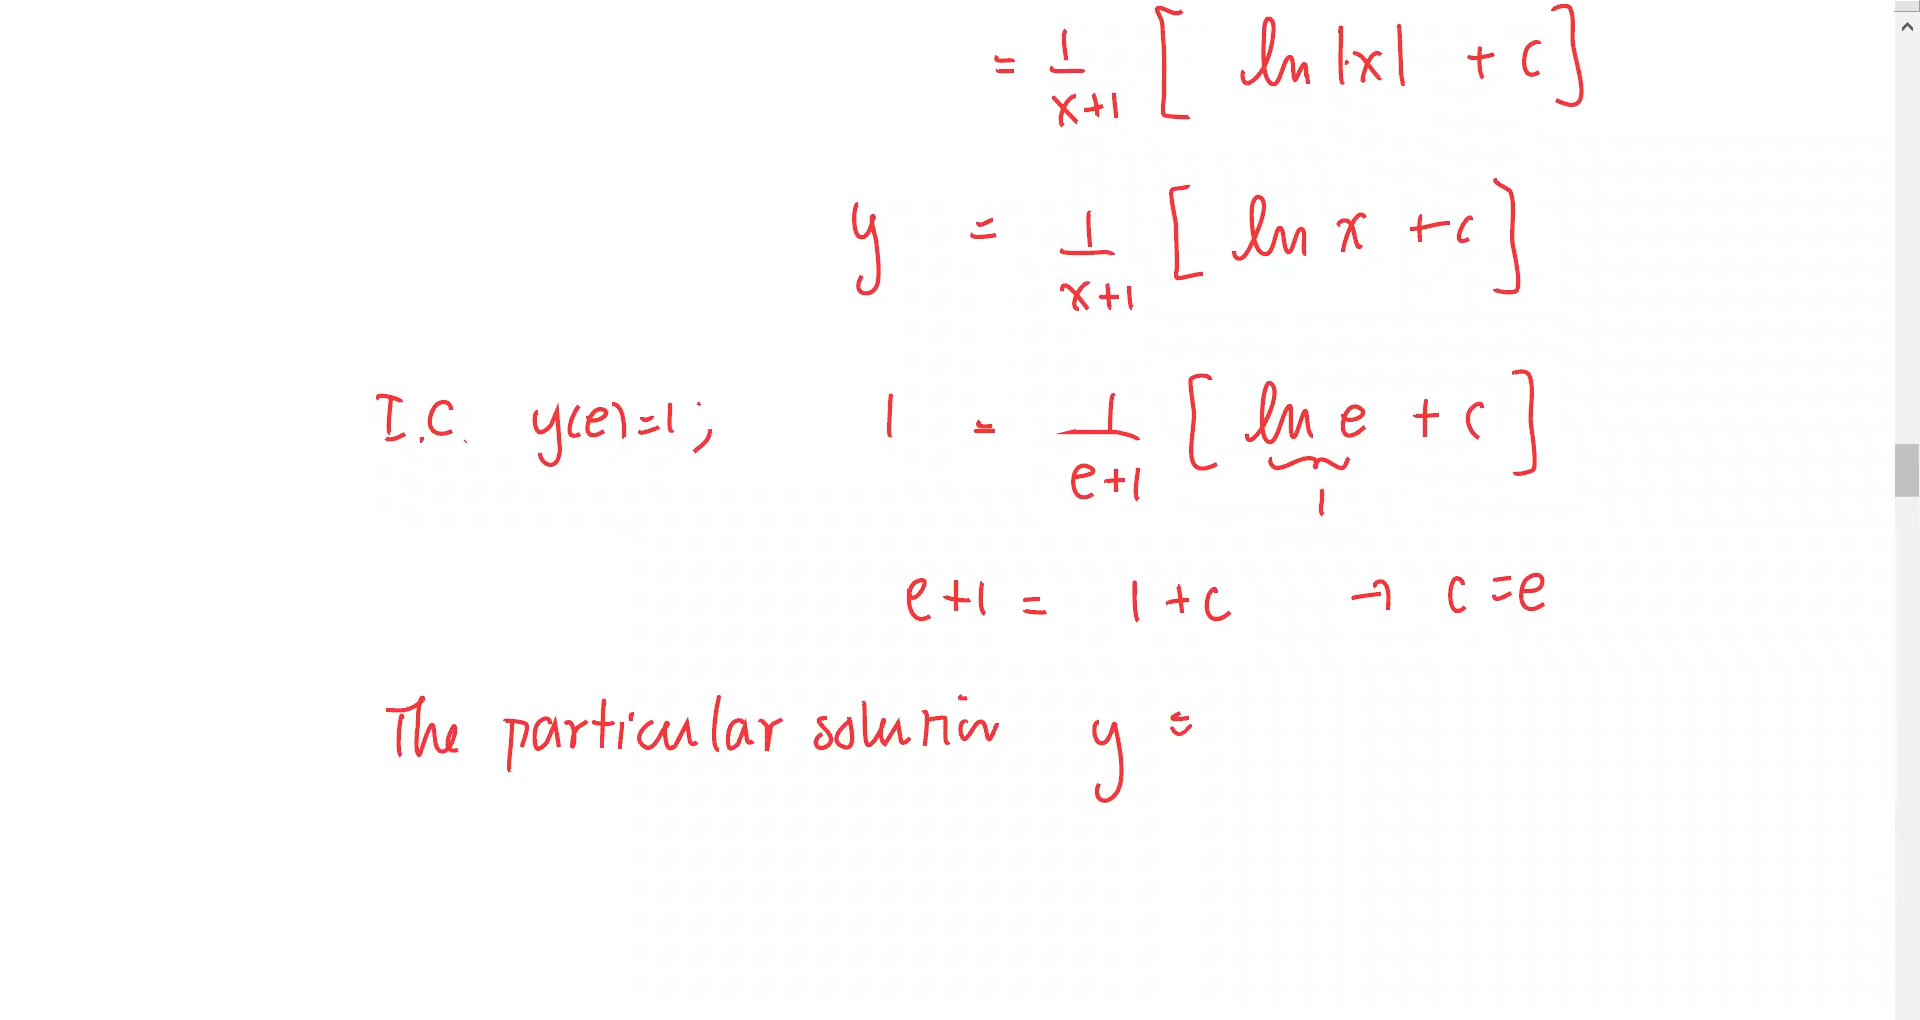 = 1/(x+1) [ ln |x| + c ]
y = 1/(x+1) [ ln x + c ]
I.C. y(e)=1; 1 = 1/(e+1) [ ln e + c ]
1
e+1 = 1+c → c = e
The particular solution y =